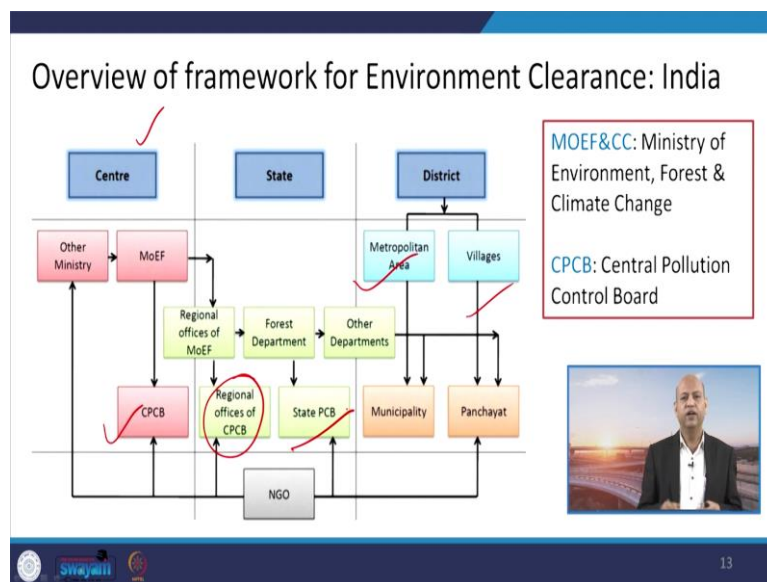 Overview of framework for Environment Clearance: India
Centre
State
District
Other
Ministry
MoEF
Metropolitan
Area
Villages
Regional
offices of
MoEF
Forest
Department
Other
Departments
CPCB
Regional
offices of
CPCB
State PCB
Municipality
Panchayat
NGO
MOEF&CC: Ministry of
Environment, Forest &
Climate Change
CPCB: Central Pollution
Control Board
swayam
13